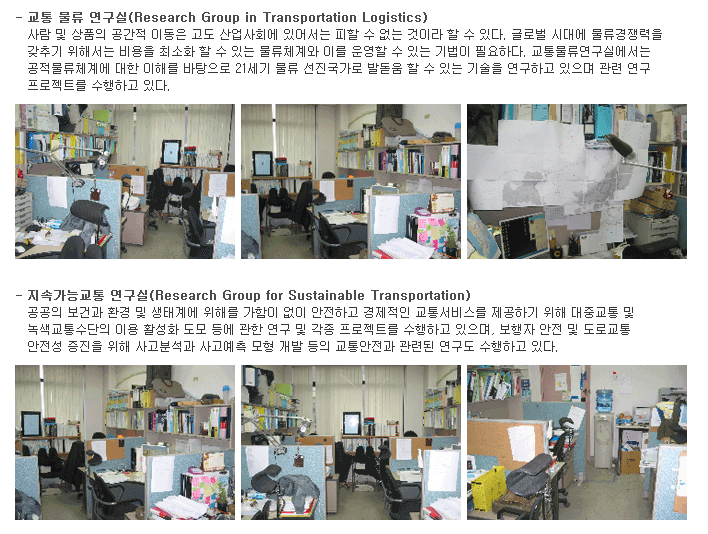 - 교통 물류 연구실(Research Group in Transportation Logistics)
사람 및 상품의 공간적 이동은 고도 산업사회에 있어서는 피할 수 없는 것이라 할 수 있다. 글로벌 시대에 물류경쟁력을
갖추기 위해서는 비용을 최소화 할 수 있는 물류체계와 이를 운영할 수 있는 기법이 필요하다. 교통물류연구실에서는
공적물류체계에 대한 이해를 바탕으로 21세기 물류 선진국가로 발돋움 할 수 있는 기술을 연구하고 있으며 관련 연구
프로젝트를 수행하고 있다.
- 지속가능교통 연구실(Research Group for Sustainable Transportation)
공공의 보건과 환경 및 생태계에 위해를 가함이 없이 안전하고 경제적인 교통서비스를 제공하기 위해 대중교통 및
녹색교통수단의 이용 활성화 도모 등에 관한 연구 및 각종 프로젝트를 수행하고 있으며, 보행자 안전 및 도로교통
안전성 증진을 위해 사고분석과 사고예측 모형 개발 등의 교통안전과 관련된 연구도 수행하고 있다.